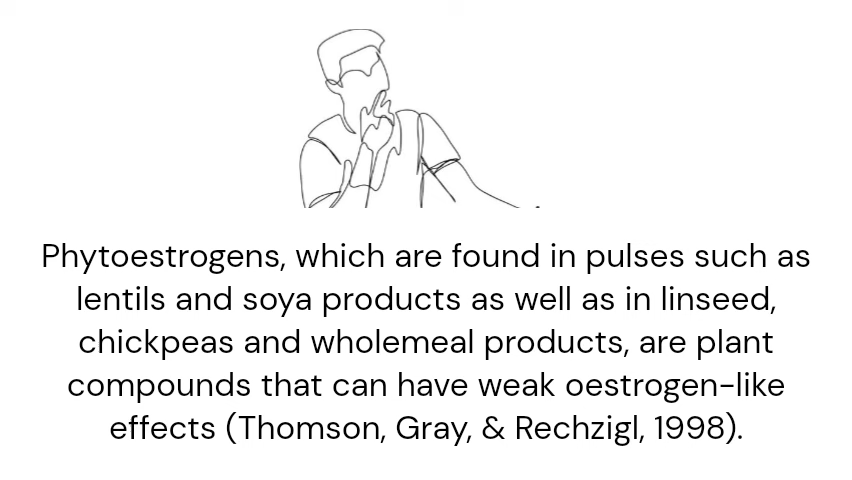 Phytoestrogens, which are found in pulses such as
lentils and soya products as well as in linseed,
chickpeas and wholemeal products, are plant
compounds that can have weak oestrogen-like
effects (Thomson, Gray, & Rechzigl, 1998).